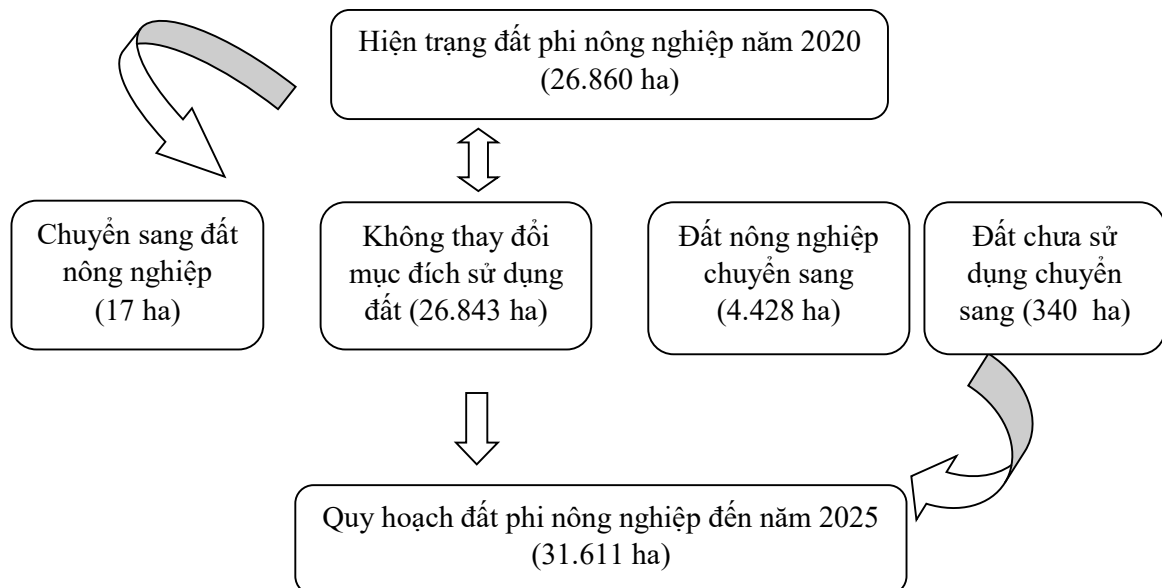 Hiện trạng đất phi nông nghiệp năm 2020
(26.860 ha)
Chuyển sang đất
nông nghiệp
(17 ha)
Không thay đổi
mục đích sử dụng
đất (26.843 ha)
Đất nông nghiệp
chuyển sang
(4.428 ha)
Đất chưa sử
dụng chuyển
sang (340 ha)
Quy hoạch đất phi nông nghiệp đến năm 2025
(31.611 ha)